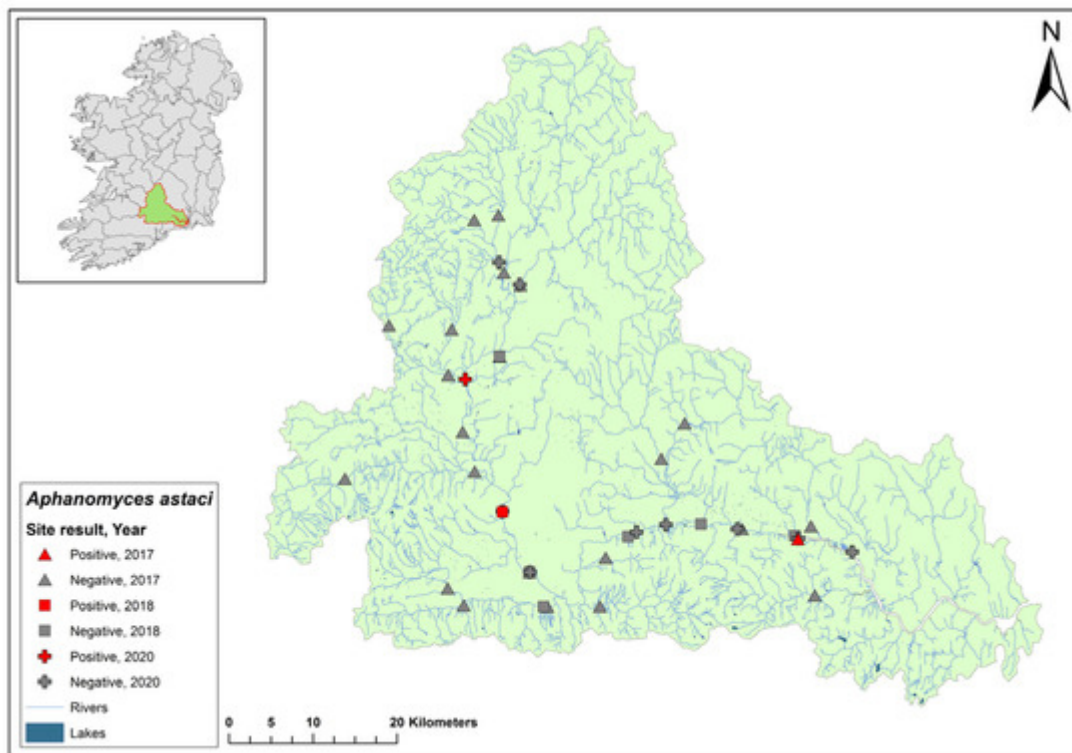 N
Aphanomyces astaci
Site result, Year
Positive, 2017
Negative, 2017
Positive, 2018
Negative, 2018
Positive, 2020
Negative, 2020
Rivers
Lakes
0 5 10 20 Kilometers